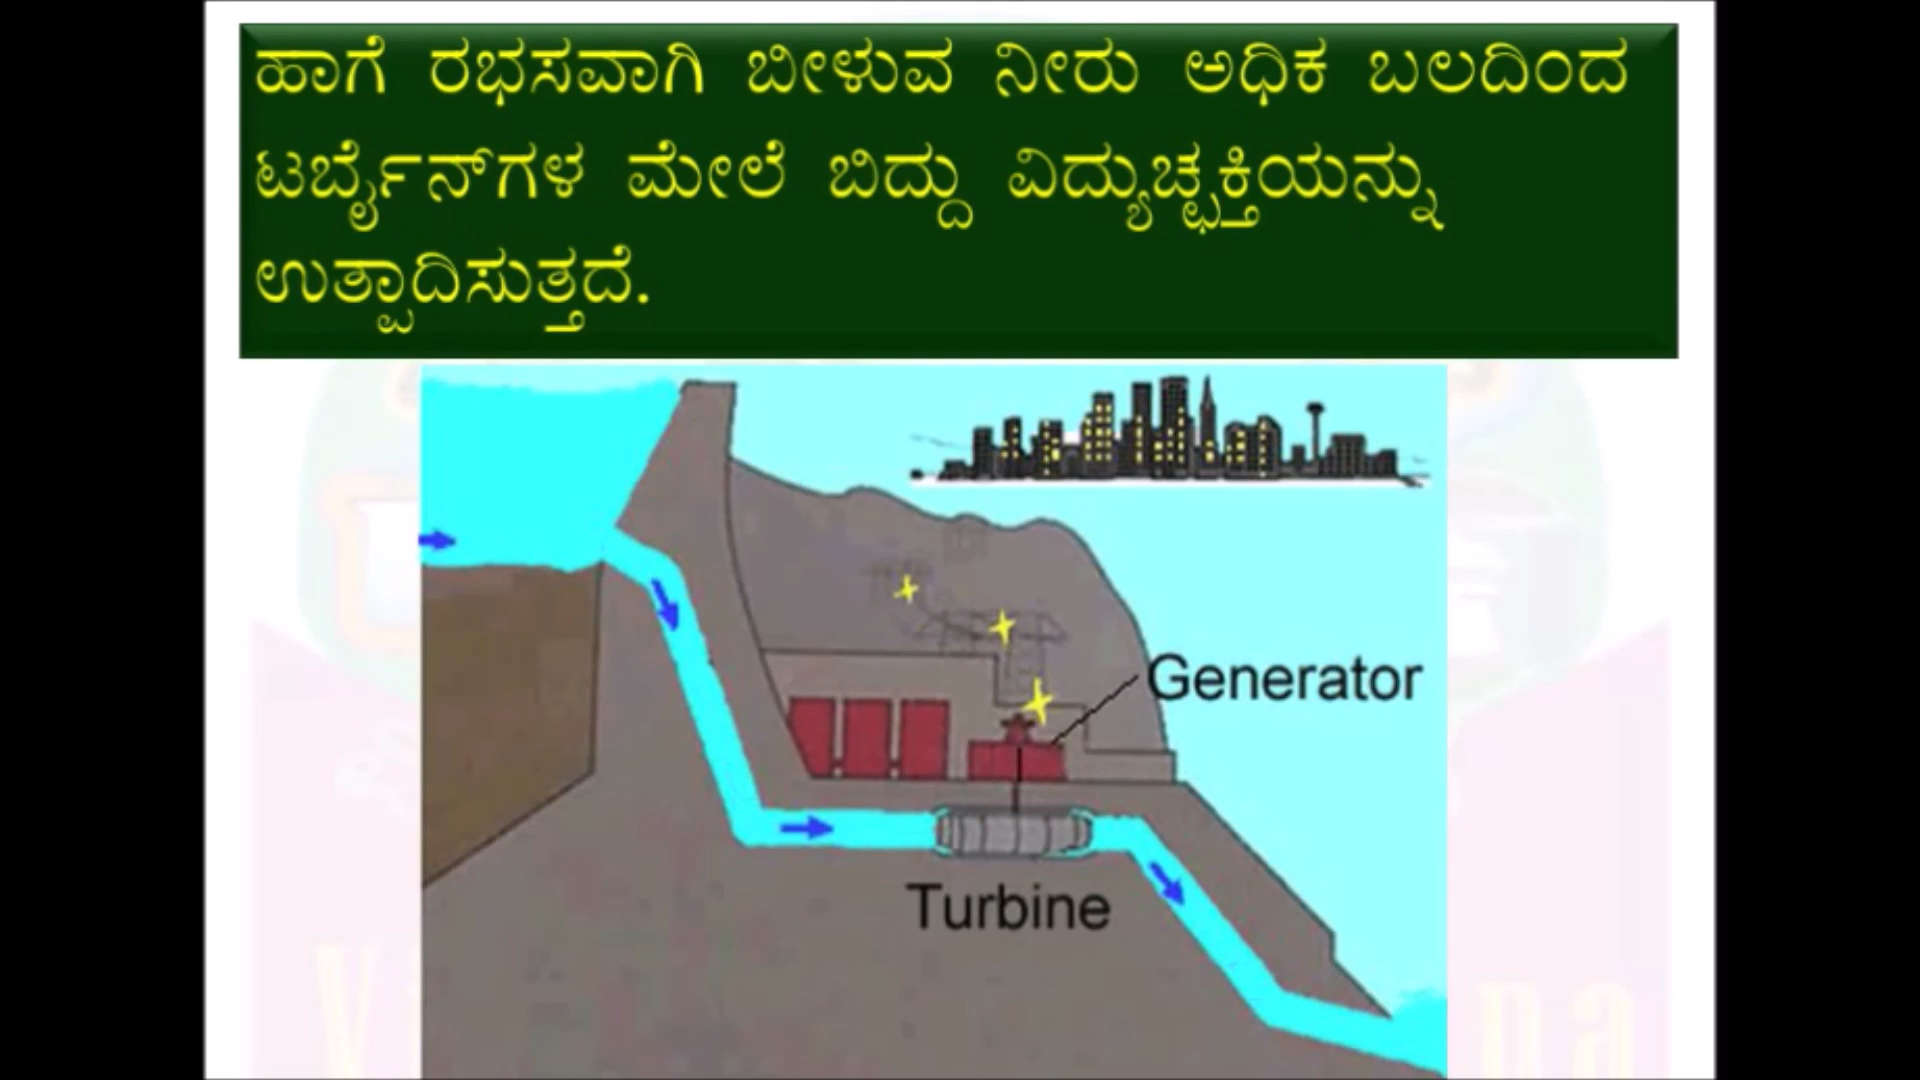 ಹಾಗೆ ರಭಸವಾಗಿ ಬೀಳುವ ನೀರು ಅಧಿಕ ಬಲದಿಂದ
ಟರ್ಬೈನ್‌ಗಳ ಮೇಲೆ ಬಿದ್ದು ವಿದ್ಯುಚ್ಛಕ್ತಿಯನ್ನು
ಉತ್ಪಾದಿಸುತ್ತದೆ.
Generator
Turbine